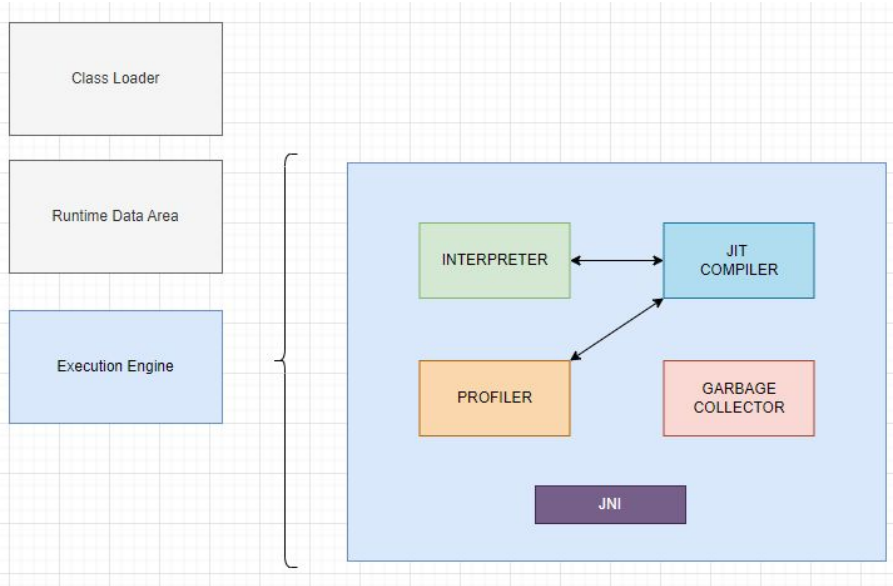 Class Loader
Runtime Data Area
Execution Engine
INTERPRETER
JIT
COMPILER
PROFILER
GARBAGE
COLLECTOR
JNI